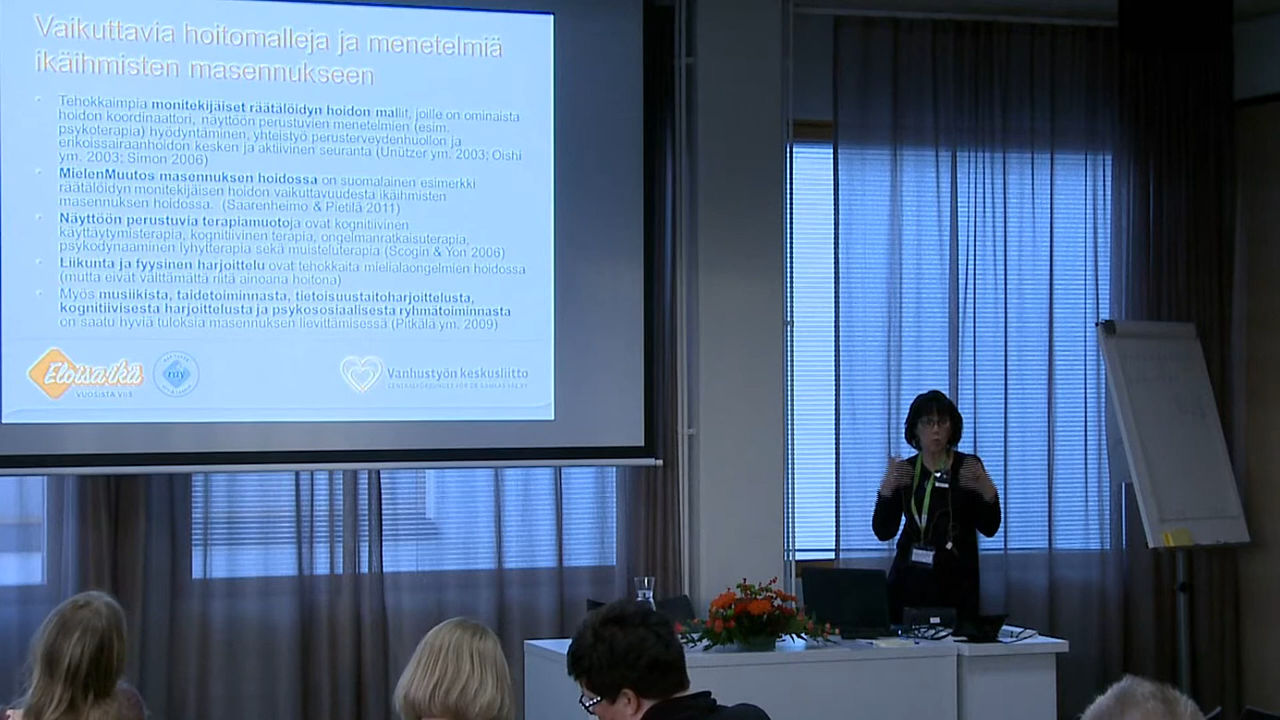 Vaikuttavia hoitomalleja ja menetelmiä
ikäihmisten masennukseen
Tehokkaimpia monitekijäiset räätälöidyn hoidon mallit, joille on ominaista
hoidon koordinaattori, näyttöön perustuvien menetelmien (esim.
psykoterapia) hyödyntäminen, yhteistyö perusterveydenhuollon ja
erikoissairaanhoidon kesken ja aktiivinen seuranta (Unützer ym. 2003; Oishi
ym. 2003; Simon 2006)
MielenMuutos masennuksen hoidossa on suomalainen esimerkki
räätälöidyn monitekijäisen hoidon vaikuttavuudesta ikäihmisten
masennuksen hoidossa. (Saarenheimo & Pietilä 2011)
Näyttöön perustuvia terapiamuotoja ovat kognitiivinen
käyttäytymisterapia, kognitiivinen terapia, ongelmanratkaisuterapia,
psykodynaaminen lyhytterapia sekä muisteluterapia (Scogin & Yon 2006)
Liikunta ja fyysinen harjoittelu ovat tehokkaita mielialaongelmien hoidossa
(mutta eivät välttämättä riitä ainoana hoitona)
Myös musiikista, taidetoiminnasta, tietoisuustaitoharjoittelusta,
kognitiivisesta harjoittelusta ja psykososiaalisesta ryhmätoiminnasta
on saatu hyviä tuloksia masennuksen lievittämisessä (Pitkälä ym. 2009)
Eloisa ikä
VUOSISTA VIIS
ray
Vanhustyön keskusliitto